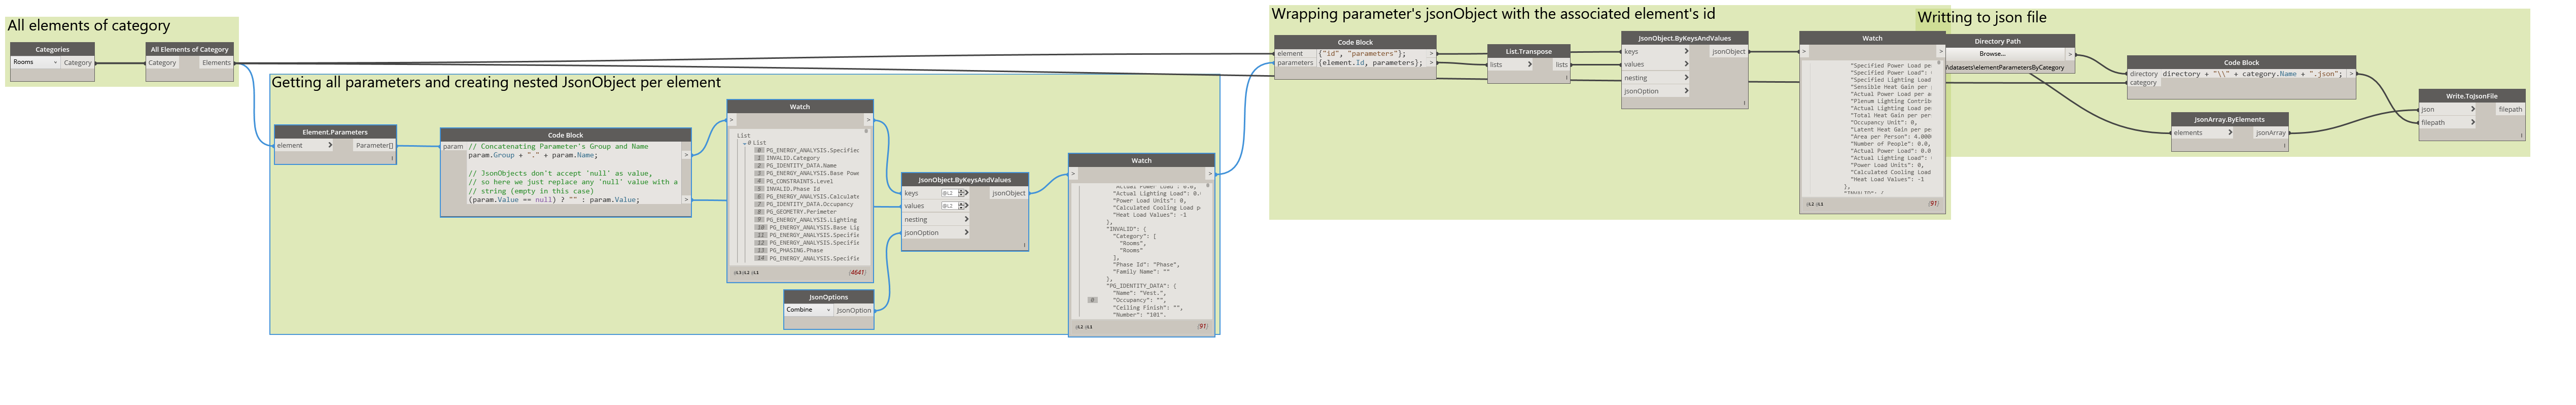 All elements of category
Categories
Rooms
Category
All Elements of Category
Category
Elements
Getting all parameters and creating nested JsonObject per element
Element.Parameters
element
Parameter[]
Code Block
param
// Concatenating Parameter's Group and Name
param.Group + "." + param.Name;
// JsonObjects don't accept 'null' as value,
// so here we just replace any 'null' value with a
// string (empty in this case)
(param.Value == null) ? "" : param.Value;
Watch
List
0 List
0 PG_ENERGY_ANALYSIS.Specified
1 INVALID.Category
2 PG_IDENTITY_DATA.Name
3 PG_ENERGY_ANALYSIS.Base Powe
4 PG_CONSTRAINTS.Level
5 INVALID.Phase Id
6 PG_ENERGY_ANALYSIS.Calculate
7 PG_IDENTITY_DATA.Occupancy
8 PG_GEOMETRY.Perimeter
9 PG_ENERGY_ANALYSIS.Lighting
10 PG_ENERGY_ANALYSIS.Base Lig
11 PG_ENERGY_ANALYSIS.Specifie
12 PG_ENERGY_ANALYSIS.Specifie
13 PG_PHASING.Phase
14 PG_ENERGY_ANALYSIS.Specifie
@L3 @L2 @L1
{4641}
JsonOptions
Combine
JsonOption
JsonObject.ByKeysAndValues
keys
@L2
jsonObject
values
@L2
nesting
jsonOption
Watch
"Actual Power Load": 0.0,
"Actual Lighting Load": 0.
"Power Load Units": 0,
"Calculated Cooling Load p
"Heat Load Values": -1
},
"INVALID": {
"Category": [
"Rooms",
"Rooms"
],
"Phase Id": "Phase",
"Family Name": ""
},
"PG_IDENTITY_DATA": {
"Name": "Vest.",
0 "Occupancy": "",
"Ceiling Finish": "",
"Number": "101",
@L2 @L1
{91}
Wrapping parameter's jsonObject with the associated element's id
Code Block
element
{"id", "parameters"};
parameters
{element.Id, parameters};
List.Transpose
lists
lists
JsonObject.ByKeysAndValues
keys
jsonObject
values
nesting
jsonOption
Watch
"Specified Power Load pe
"Specified Power Load":
"Specified Lighting Load
"Sensible Heat Gain per
"Actual Power Load per a
"Plenum Lighting Contrib
"Actual Lighting Load pe
"Total Heat Gain per per
"Occupancy Unit": 0,
"Latent Heat Gain per pe
"Area per Person": 4.000
"Number of People": 0.0,
"Actual Power Load": 0.0
"Actual Lighting Load":
"Power Load Units": 0,
"Calculated Cooling Load
"Heat Load Values": -1
},
"INVALID": {
@L2 @L1
{91}
Writting to json file
Directory Path
Browse...
\datasets\elementParametersByCategory
Code Block
directory
directory + "\\" + category.Name + ".json";
category
JsonArray.ByElements
elements
jsonArray
Write.ToJsonFile
json
filepath
filepath